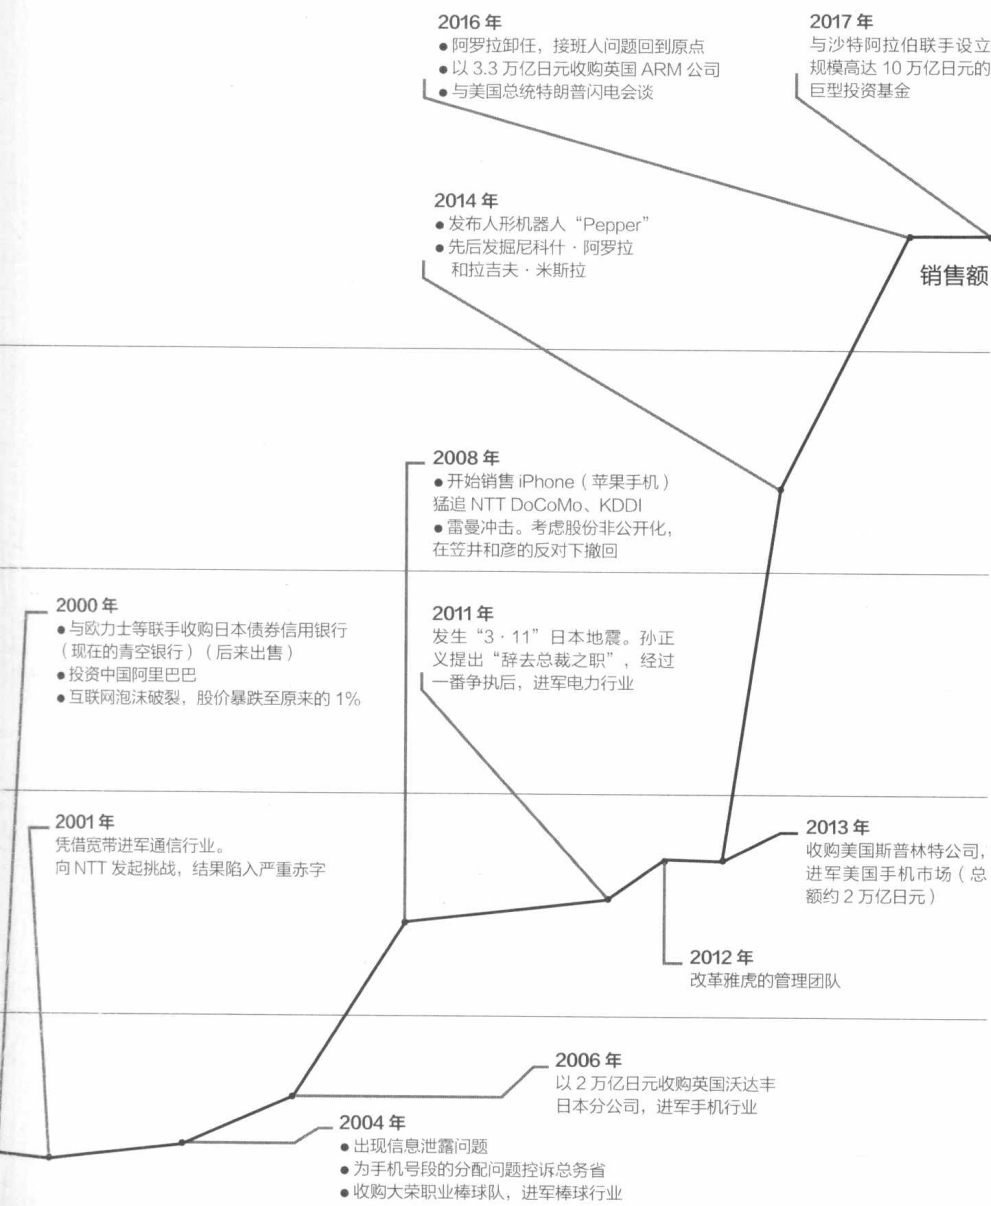 2016 年
● 阿罗拉卸任，接班人问题回到原点
● 以 3.3 万亿日元收购英国 ARM 公司
● 与美国总统特朗普闪电会谈
2017 年
与沙特阿拉伯联手设立
规模高达 10 万亿日元的
巨型投资基金
2014 年
● 发布人形机器人“Pepper”
● 先后发掘尼科什·阿罗拉
和拉吉夫·米斯拉
销售额
2008 年
● 开始销售 iPhone（苹果手机）
猛追 NTT DoCoMo、KDDI
● 雷曼冲击。考虑股份非公开化，
在笠井和彦的反对下撤回
2000 年
● 与欧力士等联手收购日本债券信用银行
（现在的青空银行）（后来出售）
● 投资中国阿里巴巴
● 互联网泡沫破裂，股价暴跌至原来的 1%
2011 年
发生“3·11”日本地震。孙正
义提出“辞去总裁之职”，经过
一番争执后，进军电力行业
2001 年
凭借宽带进军通信行业。
向 NTT 发起挑战，结果陷入严重赤字
2013 年
收购美国斯普林特公司，
进军美国手机市场（总
额约 2 万亿日元）
2012 年
改革雅虎的管理团队
2006 年
以 2 万亿日元收购英国沃达丰
日本分公司，进军手机行业
2004 年
● 出现信息泄露问题
● 为手机号段的分配问题控诉总务省
● 收购大荣职业棒球队，进军棒球行业